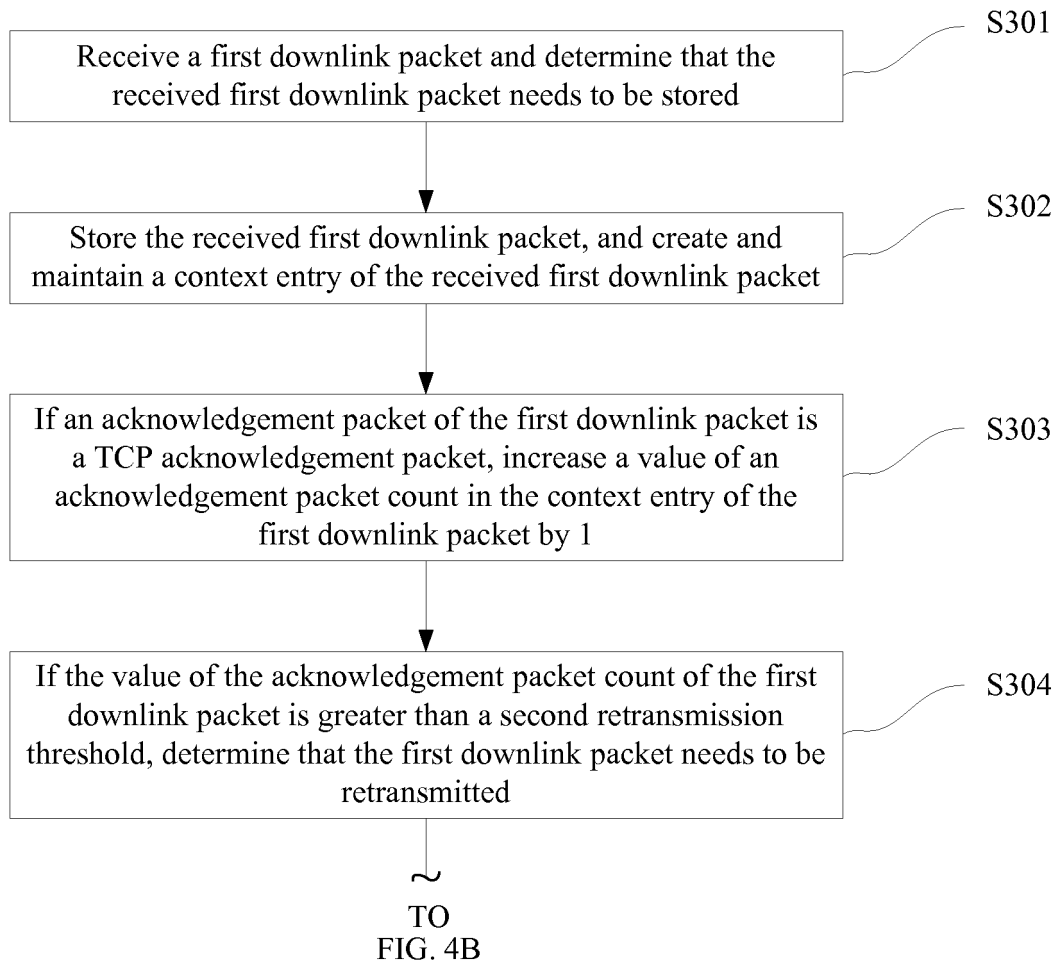 S301
Receive a first downlink packet and determine that the
received first downlink packet needs to be stored
S302
Store the received first downlink packet, and create and
maintain a context entry of the received first downlink packet
S303
If an acknowledgement packet of the first downlink packet is
a TCP acknowledgement packet, increase a value of an
acknowledgement packet count in the context entry of the
first downlink packet by 1
S304
If the value of the acknowledgement packet count of the first
downlink packet is greater than a second retransmission
threshold, determine that the first downlink packet needs to be
retransmitted
~
TO
FIG. 4B